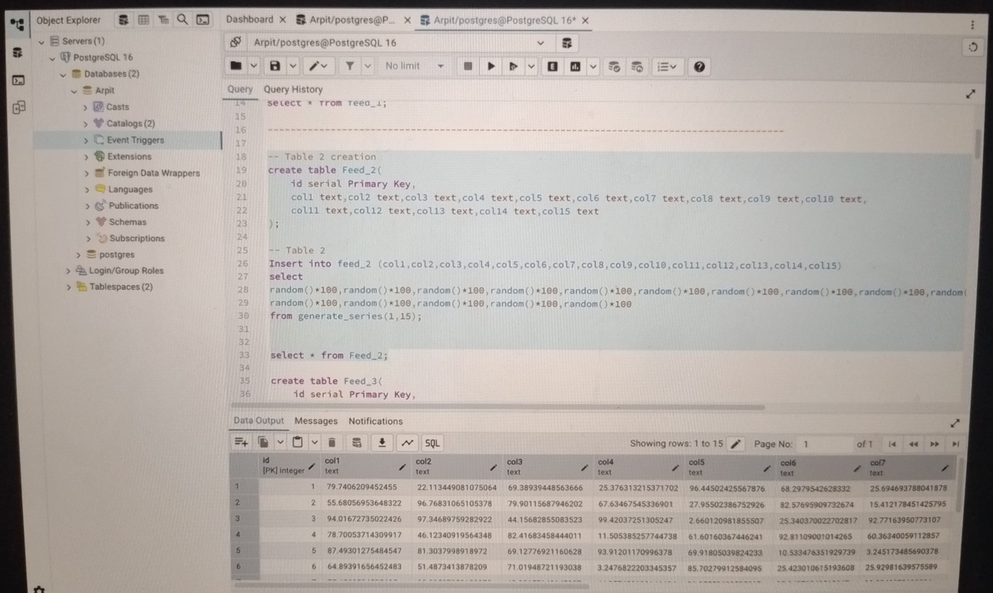 Object Explorer
Dashboard
Arpit/postgres@P...
Arpit/postgres@PostgreSQL 16*
Servers (1)
PostgreSQL 16
Databases (2)
Arpit
Casts
Catalogs (2)
Event Triggers
Extensions
Foreign Data Wrappers
Languages
Publications
Schemas
Subscriptions
postgres
Login/Group Roles
Tablespaces (2)
Arpit/postgres@PostgreSQL 16
No limit
Query Query History
14 select * from feed_1;
15
16 --------------------------------------------------------------------------------
17
18 -- Table 2 creation
19 create table Feed_2(
20 id serial Primary Key,
21 col1 text,col2 text,col3 text,col4 text,col5 text,col6 text,col7 text,col8 text,col9 text,col10 text,
22 col11 text,col12 text,col13 text,col14 text,col15 text
23 );
24
25 -- Table 2
26 Insert into feed_2 (col1,col2,col3,col4,col5,col6,col7,col8,col9,col10,col11,col12,col13,col14,col15)
27 select
28 random()*100,random()*100,random()*100,random()*100,random()*100,random()*100,random()*100,random()*100,random()*100,random(
29 random()*100,random()*100,random()*100,random()*100,random()*100
30 from generate_series(1,15);
31
32
33 select * from Feed_2;
34
35 create table Feed_3(
36 id serial Primary Key,
Data Output Messages Notifications
SQL
Showing rows: 1 to 15
Page No: 1 of 1
id [PK] integer col1 text col2 text col3 text col4 text col5 text col6 text col7 text
1 1 79.7406209452455 22.113449081075064 69.38939448563666 25.376313215371702 96.44502425567876 68.2979542628332 25.694693788041878
2 2 55.68056953648322 96.76831065105378 79.90115687946202 67.63467545336901 27.95502386752926 82.57695909732674 15.412178451425795
3 3 94.01672735022426 97.34689759282922 44.15682855083523 99.42037251305247 2.660120981855507 25.340370022702817 92.77163950773107
4 4 78.70053714309917 46.12340919564348 82.41683458444011 11.505385257744738 61.60160367446241 92.81109001014265 60.36340059112857
5 5 87.49301275484547 81.3037998918972 69.12776921160628 93.91201170996378 69.91805039824233 10.533476351929739 3.245173485690378
6 6 64.89391656452483 51.4873413878209 71.01948721193038 3.2476822203345357 85.70279912584095 25.423010615193608 25.92981639575589